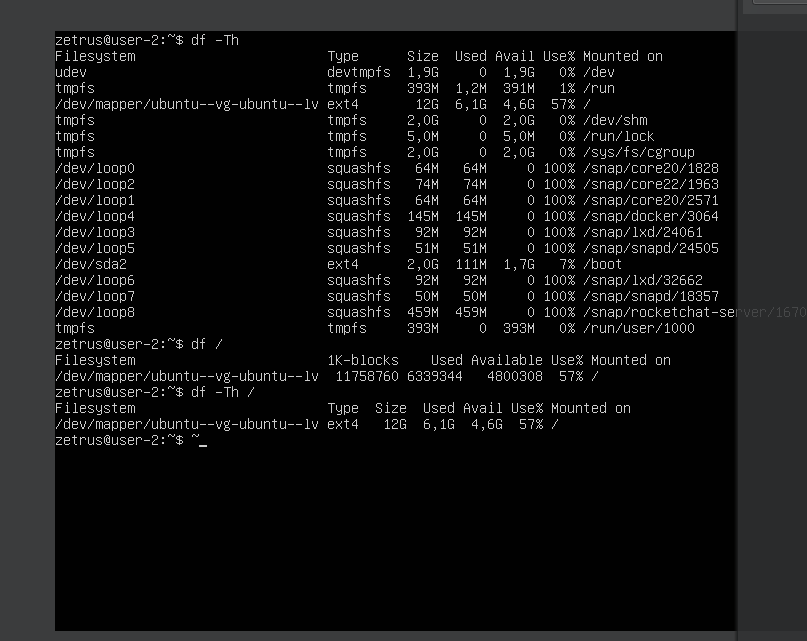 zetrus@user-2:~$ df -Th
Filesystem Type Size Used Avail Use% Mounted on
udev devtmpfs 1,9G 0 1,9G 0% /dev
tmpfs tmpfs 393M 1,2M 391M 1% /run
/dev/mapper/ubuntu--vg-ubuntu--lv ext4 12G 6,1G 4,6G 57% /
tmpfs tmpfs 2,0G 0 2,0G 0% /dev/shm
tmpfs tmpfs 5,0M 0 5,0M 0% /run/lock
tmpfs tmpfs 2,0G 0 2,0G 0% /sys/fs/cgroup
/dev/loop0 squashfs 64M 64M 0 100% /snap/core20/1828
/dev/loop2 squashfs 74M 74M 0 100% /snap/core22/1963
/dev/loop1 squashfs 64M 64M 0 100% /snap/core20/2571
/dev/loop4 squashfs 145M 145M 0 100% /snap/docker/3064
/dev/loop3 squashfs 92M 92M 0 100% /snap/lxd/24061
/dev/loop5 squashfs 51M 51M 0 100% /snap/snapd/24505
/dev/sda2 ext4 2,0G 111M 1,7G 7% /boot
/dev/loop6 squashfs 92M 92M 0 100% /snap/lxd/32662
/dev/loop7 squashfs 50M 50M 0 100% /snap/snapd/18357
/dev/loop8 squashfs 459M 459M 0 100% /snap/rocketchat-server/1670
tmpfs tmpfs 393M 0 393M 0% /run/user/1000
zetrus@user-2:~$ df /
Filesystem 1K-blocks Used Available Use% Mounted on
/dev/mapper/ubuntu--vg-ubuntu--lv 11758760 6339344 4800308 57% /
zetrus@user-2:~$ df -Th /
Filesystem Type Size Used Avail Use% Mounted on
/dev/mapper/ubuntu--vg-ubuntu--lv ext4 12G 6,1G 4,6G 57% /
zetrus@user-2:~$ ~_